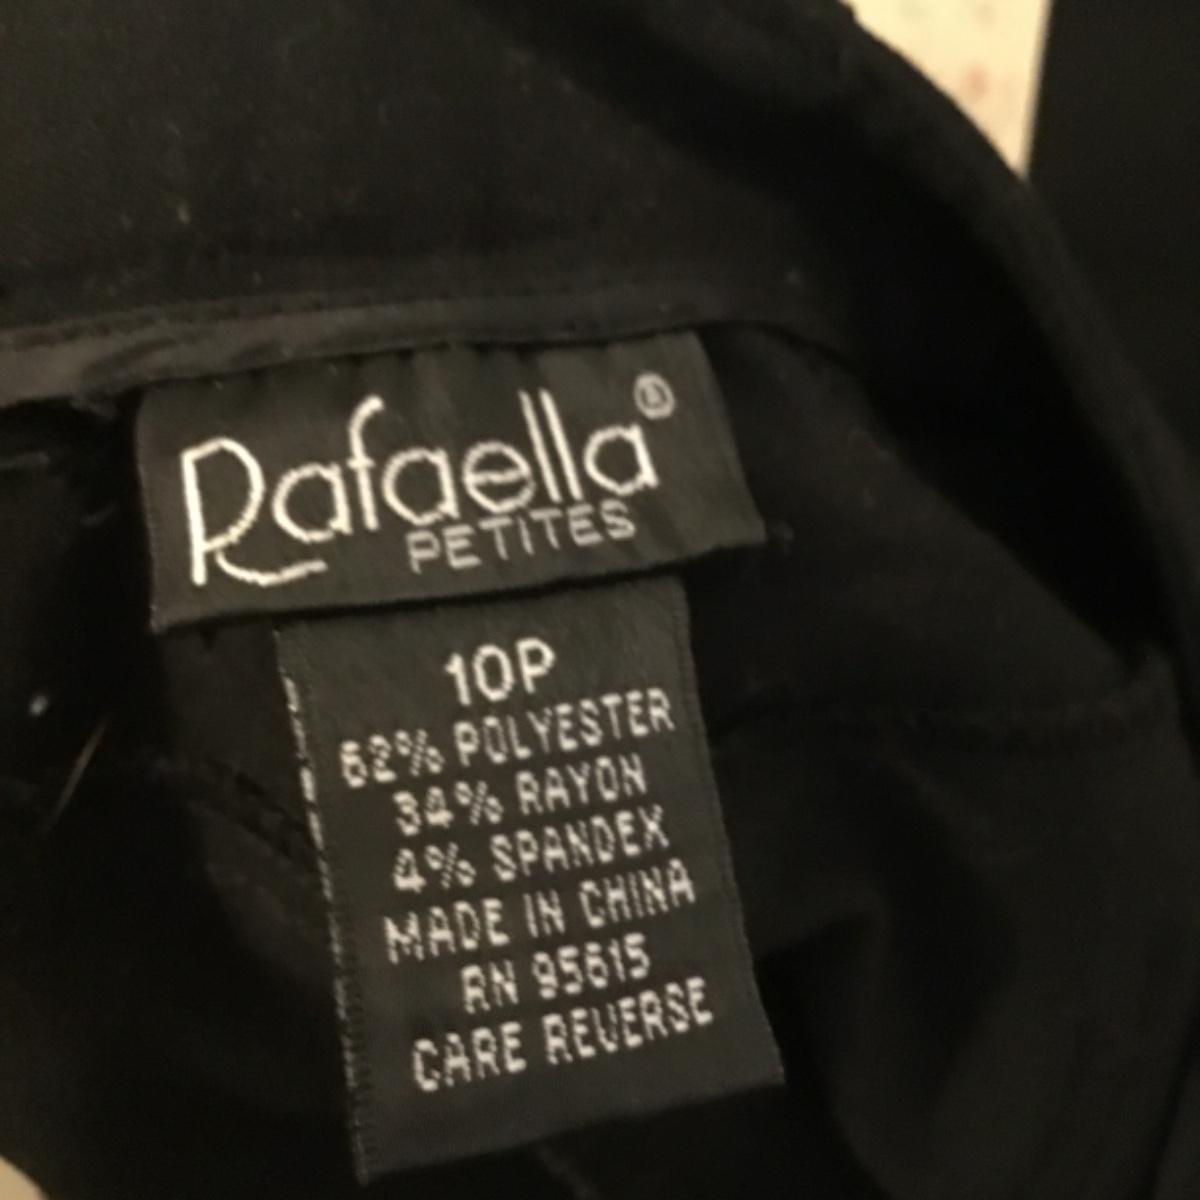 Rafaella®
PETITES
10P
62% POLYESTER
34% RAYON
4% SPANDEX
MADE IN CHINA
RN 95615
CARE REVERSE